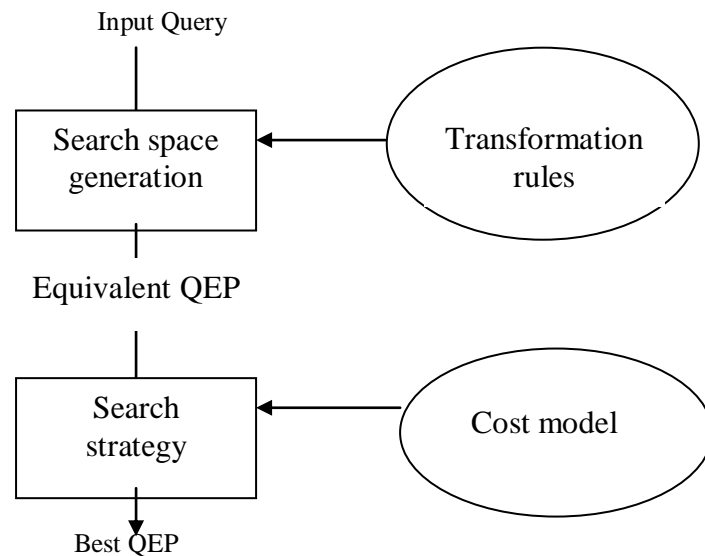 Input Query
Search space
generation
Transformation
rules
Equivalent QEP
Search
strategy
Cost model
Best QEP